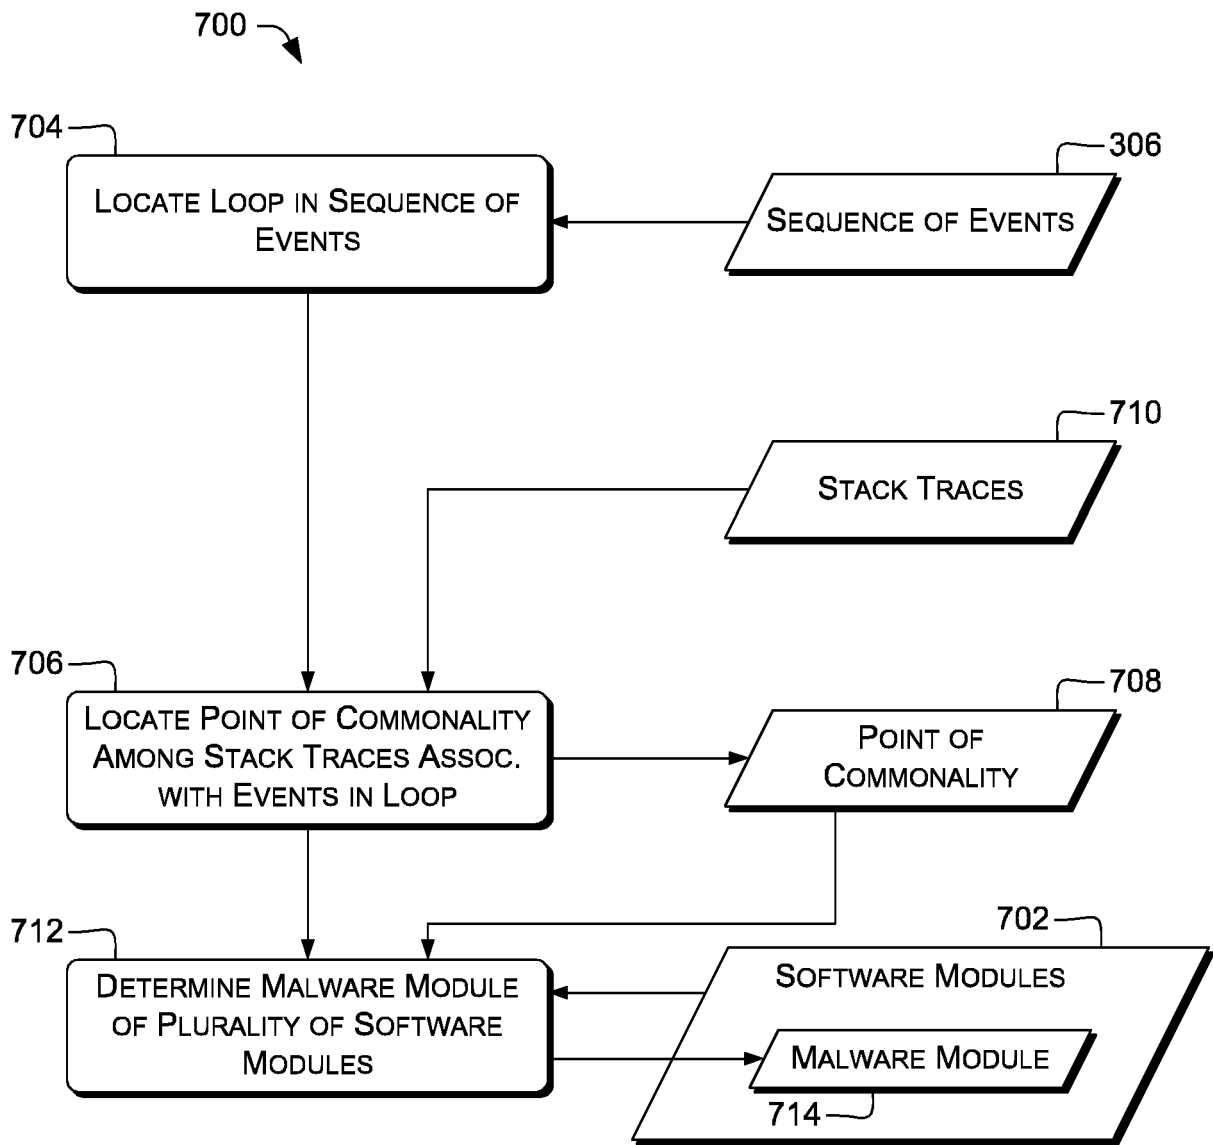 700
704
LOCATE LOOP IN SEQUENCE OF
EVENTS
306
SEQUENCE OF EVENTS
710
STACK TRACES
706
LOCATE POINT OF COMMONALITY
AMONG STACK TRACES ASSOC.
WITH EVENTS IN LOOP
708
POINT OF
COMMONALITY
712
DETERMINE MALWARE MODULE
OF PLURALITY OF SOFTWARE
MODULES
702
SOFTWARE MODULES
MALWARE MODULE
714